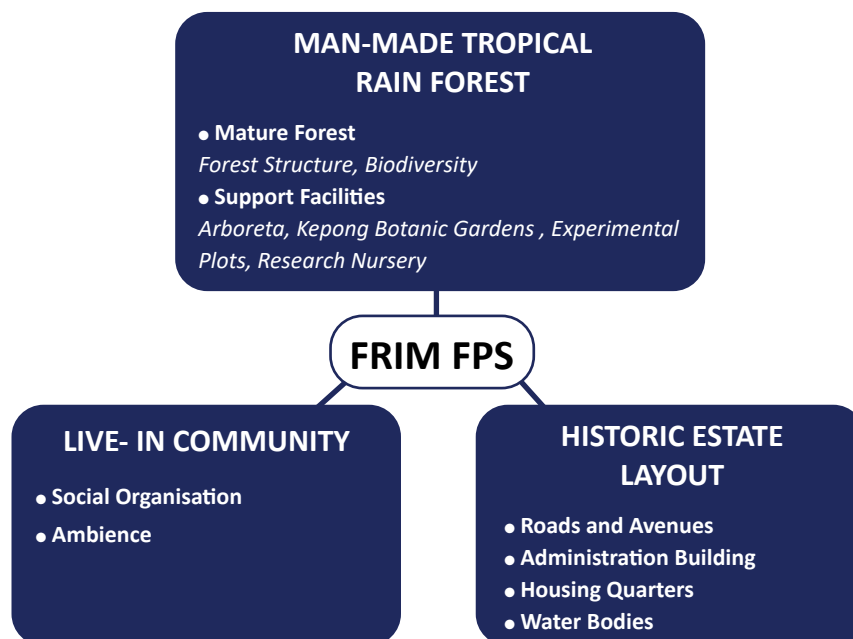 MAN-MADE TROPICAL
RAIN FOREST
● Mature Forest
Forest Structure, Biodiversity
● Support Facilities
Arboreta, Kepong Botanic Gardens , Experimental
Plots, Research Nursery
FRIM FPS
LIVE- IN COMMUNITY
● Social Organisation
● Ambience
HISTORIC ESTATE
LAYOUT
● Roads and Avenues
● Administration Building
● Housing Quarters
● Water Bodies